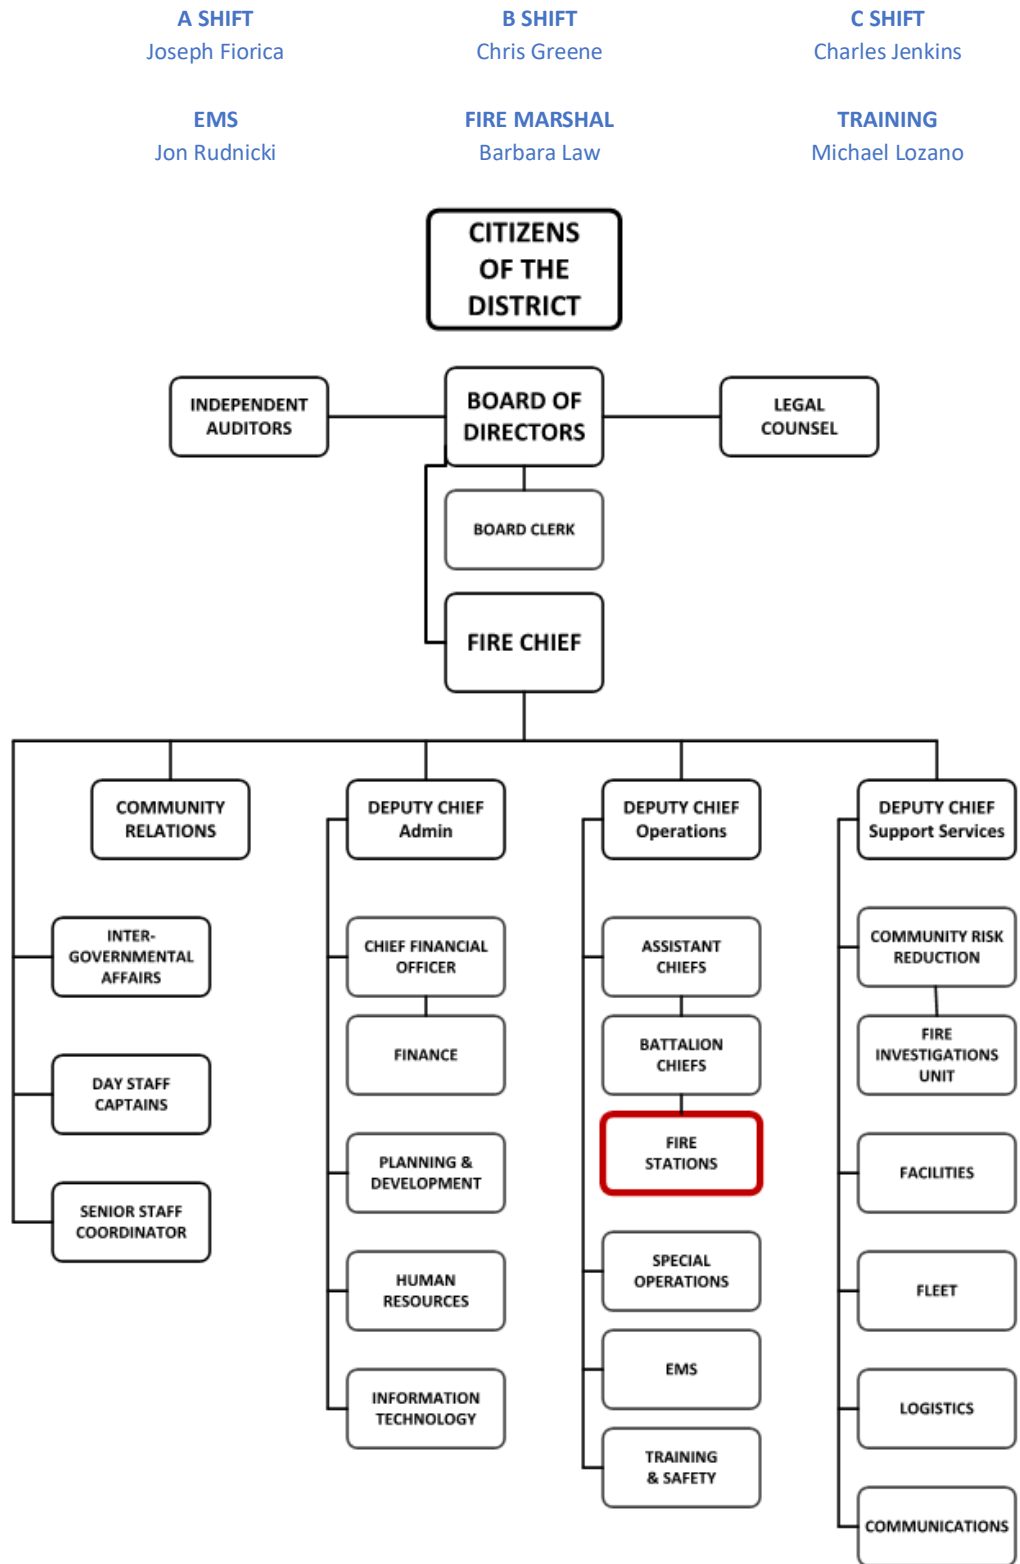 A SHIFT
Joseph Fiorica
B SHIFT
Chris Greene
C SHIFT
Charles Jenkins
EMS
Jon Rudnicki
FIRE MARSHAL
Barbara Law
TRAINING
Michael Lozano
CITIZENS
OF THE
DISTRICT
INDEPENDENT
AUDITORS
BOARD OF
DIRECTORS
LEGAL
COUNSEL
BOARD CLERK
FIRE CHIEF
COMMUNITY
RELATIONS
INTER-
GOVERNMENTAL
AFFAIRS
DAY STAFF
CAPTAINS
SENIOR STAFF
COORDINATOR
DEPUTY CHIEF
Admin
CHIEF FINANCIAL
OFFICER
FINANCE
PLANNING &
DEVELOPMENT
HUMAN
RESOURCES
INFORMATION
TECHNOLOGY
DEPUTY CHIEF
Operations
ASSISTANT
CHIEFS
BATTALION
CHIEFS
FIRE
STATIONS
SPECIAL
OPERATIONS
EMS
TRAINING
& SAFETY
DEPUTY CHIEF
Support Services
COMMUNITY RISK
REDUCTION
FIRE
INVESTIGATIONS
UNIT
FACILITIES
FLEET
LOGISTICS
COMMUNICATIONS